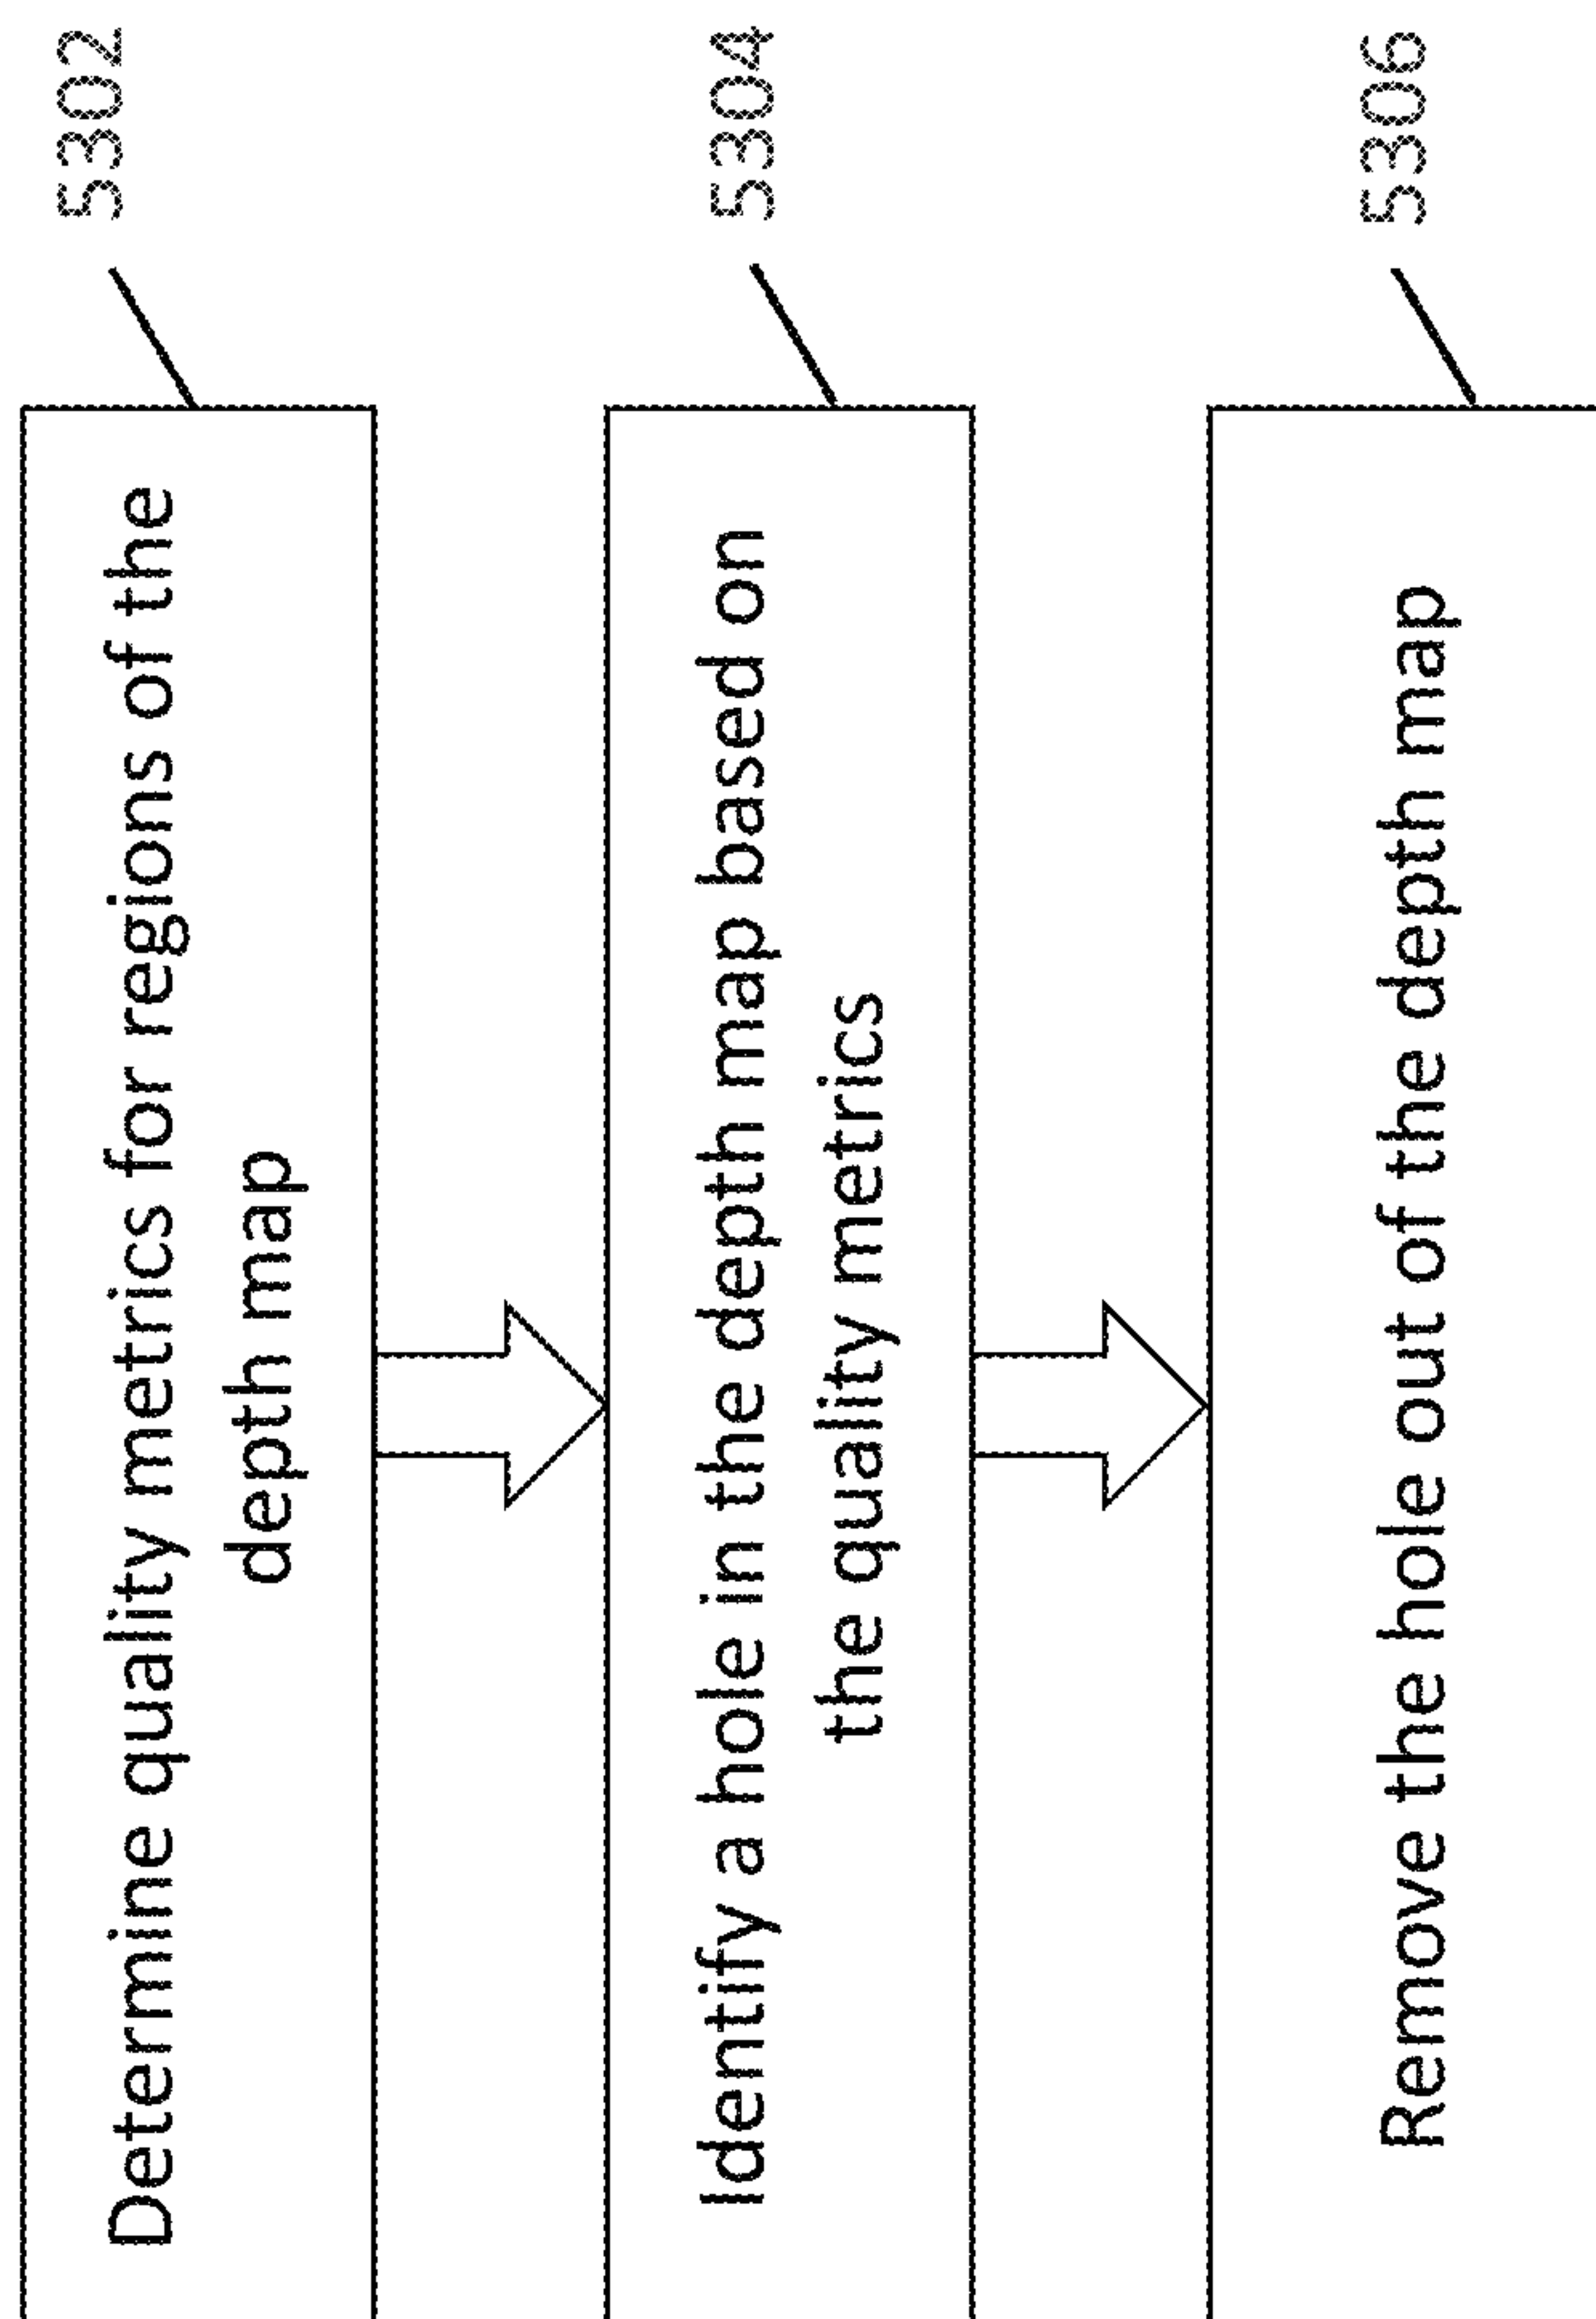 Determine quality metrics for regions of the
depth map
5302
Identify a hole in the depth map based on
the quality metrics
5304
Remove the hole out of the depth map
5306